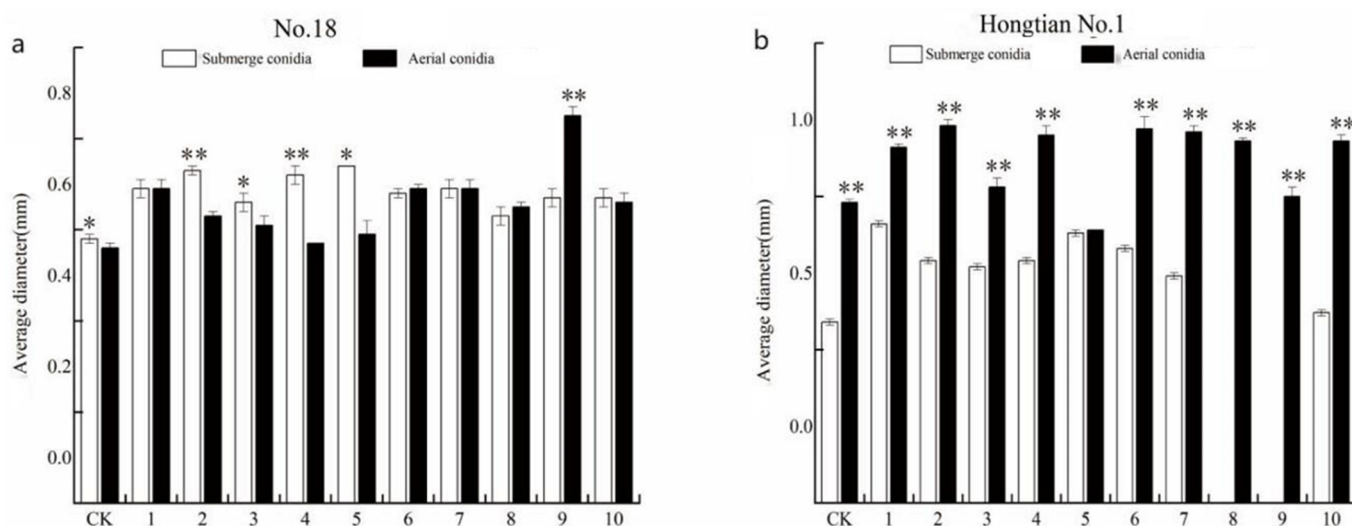 a
No.18
Submerge conidia
Aerial conidia
Average diameter(mm)
0.8
0.6
0.4
0.2
0.0
*
**
*
**
*
**
CK 1 2 3 4 5 6 7 8 9 10
b
Hongtian No.1
Submerge conidia
Aerial conidia
Average diameter(mm)
1.0
0.5
0.0
**
**
**
**
**
**
**
**
**
**
CK 1 2 3 4 5 6 7 8 9 10